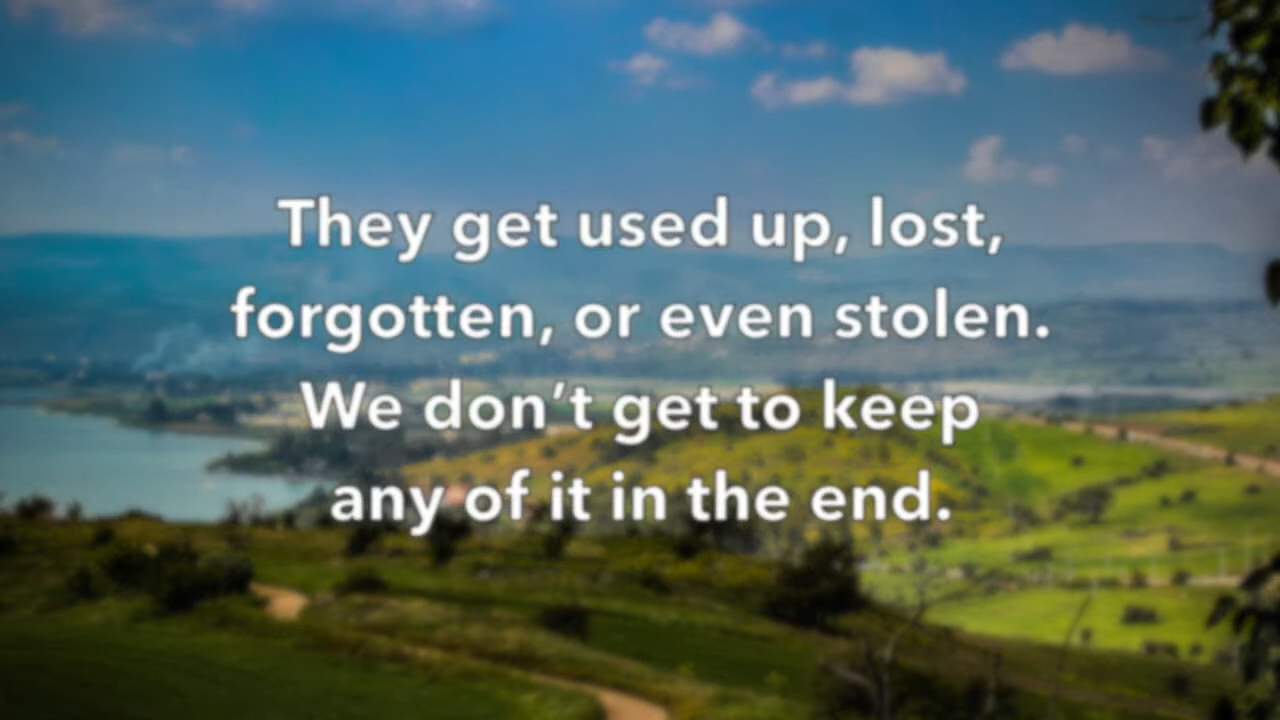 They get used up, lost,
forgotten, or even stolen.
We don’t get to keep
any of it in the end.